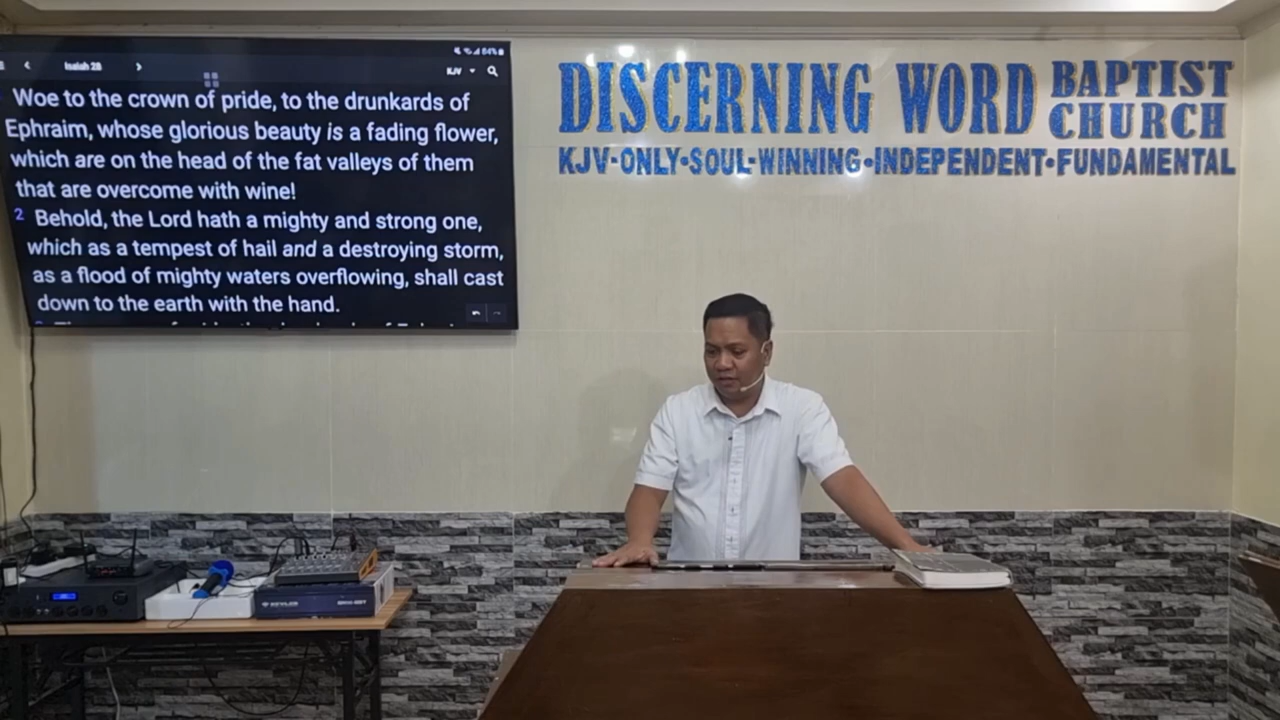 84%
Isaiah 28
KJV
Woe to the crown of pride, to the drunkards of
Ephraim, whose glorious beauty is a fading flower,
which are on the head of the fat valleys of them
that are overcome with wine!
2 Behold, the Lord hath a mighty and strong one,
which as a tempest of hail and a destroying storm,
as a flood of mighty waters overflowing, shall cast
down to the earth with the hand.
DISCERNING WORD BAPTIST
CHURCH
KJV-ONLY•SOUL-WINNING•INDEPENDENT•FUNDAMENTAL